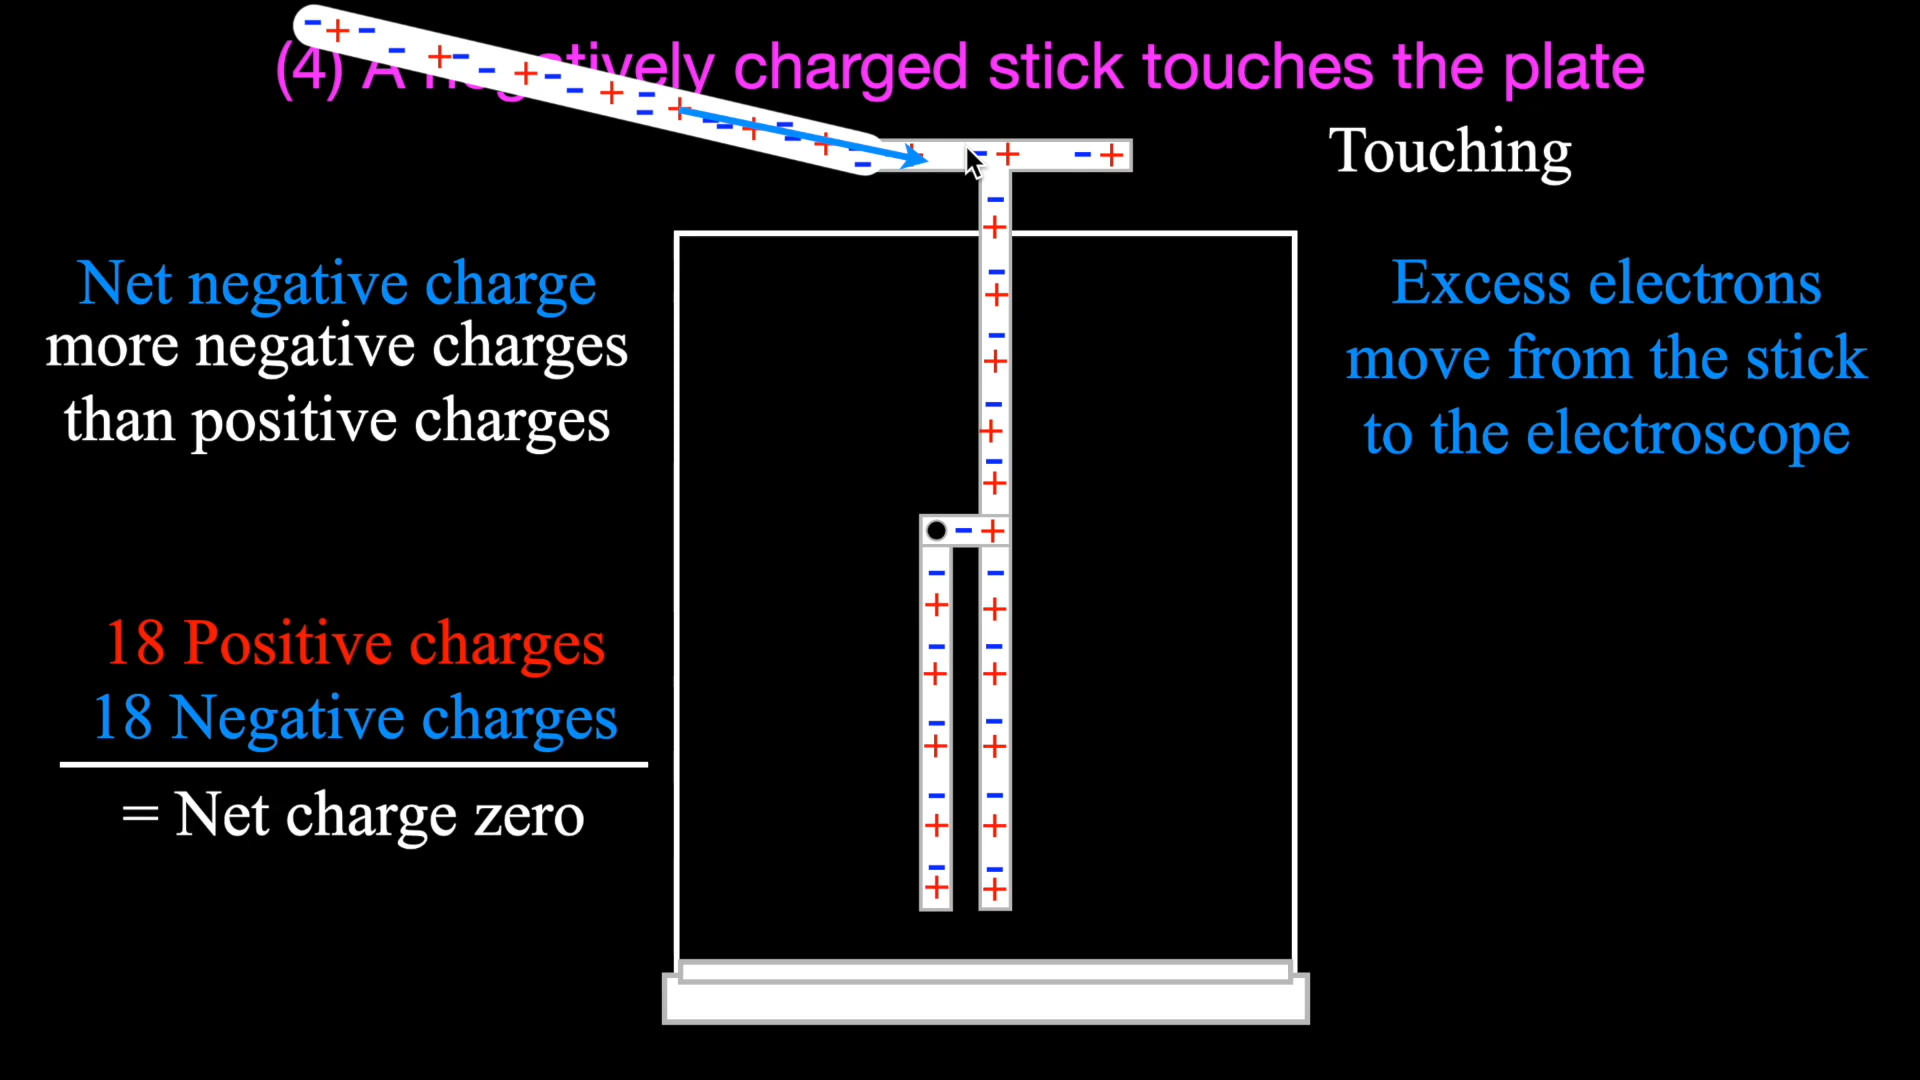 (4) A negatively charged stick touches the plate
Touching
Net negative charge
more negative charges
than positive charges
Excess electrons
move from the stick
to the electroscope
18 Positive charges
18 Negative charges
= Net charge zero